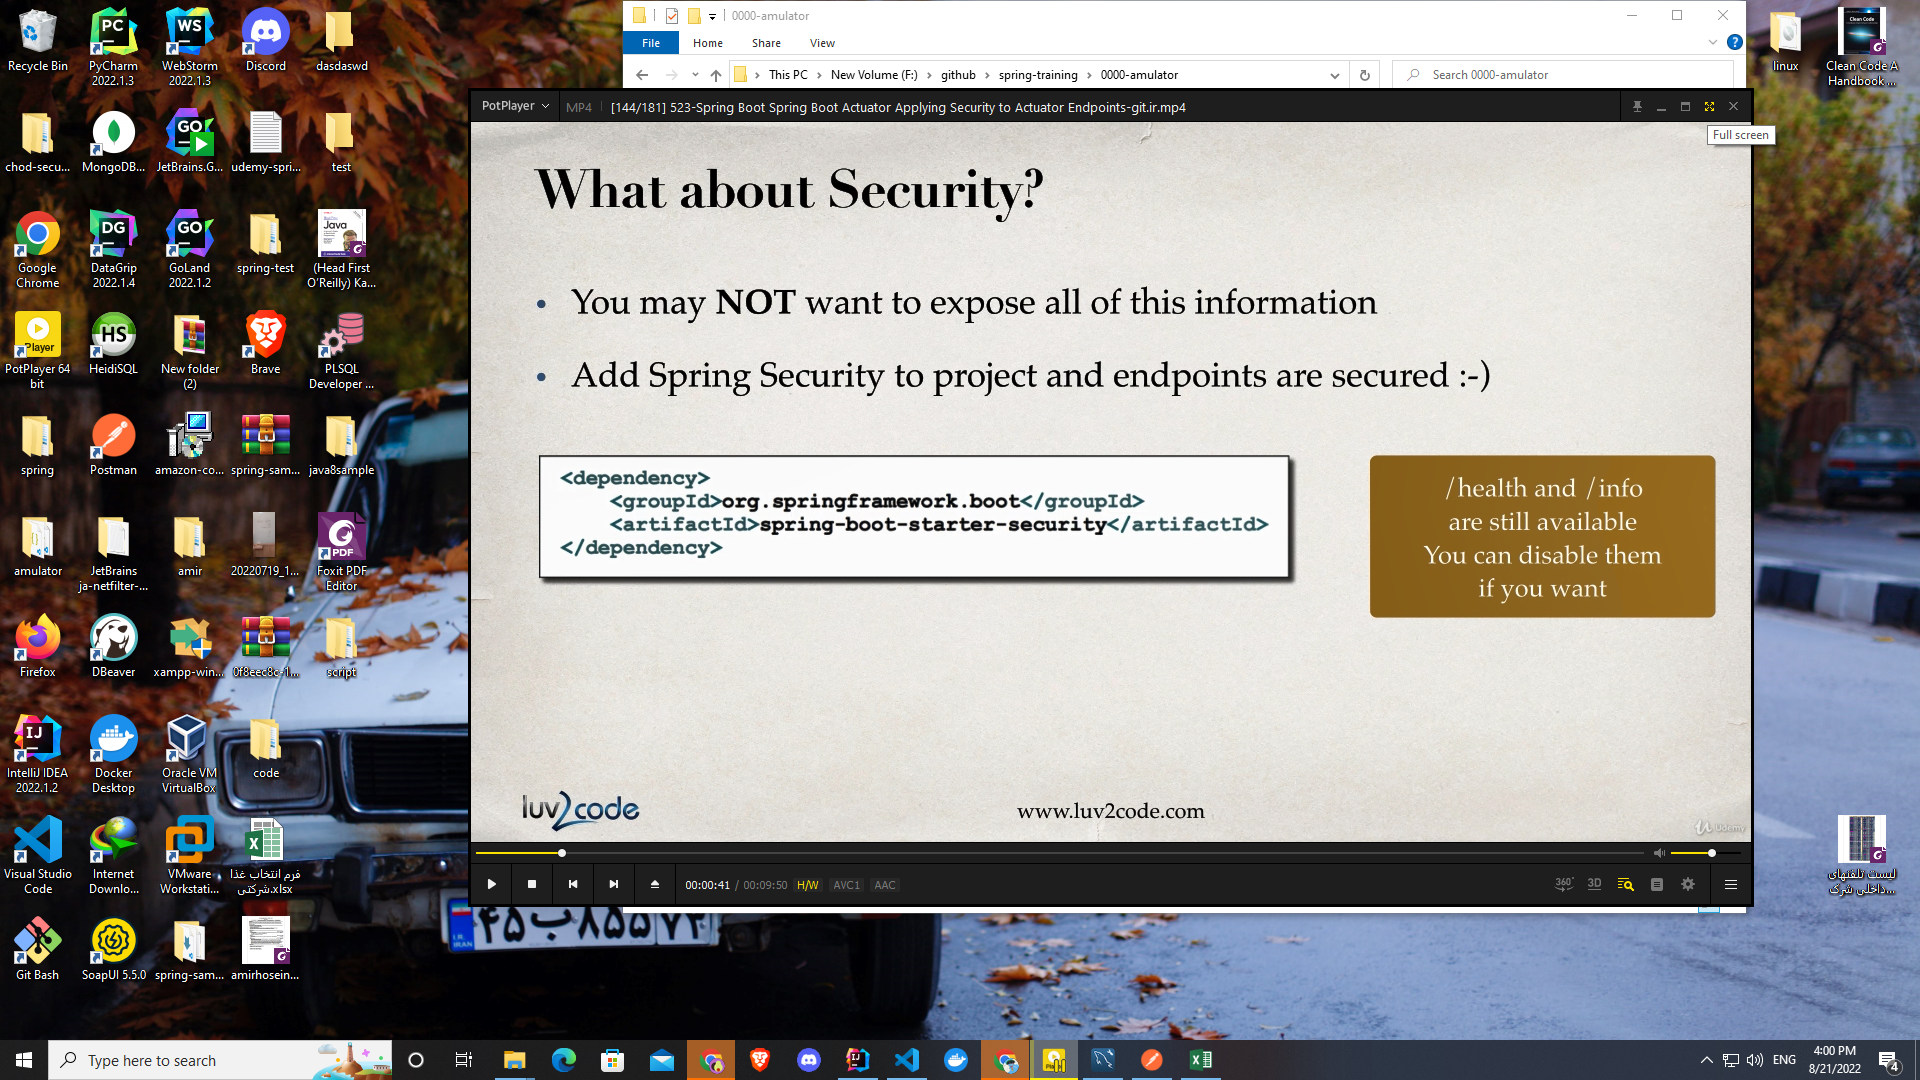 Recycle Bin
PyCharm
2022.1.3
WebStorm
2022.1.3
Discord
dasdaswd
chod-secu...
MongoDB...
JetBrains.G...
udemy-spri...
test
Google
Chrome
DataGrip
2022.1.4
GoLand
2022.1.2
spring-test
(Head First
O'Reilly) Ka...
PotPlayer 64
bit
HeidiSQL
New folder
(2)
Brave
PLSQL
Developer ...
spring
Postman
amazon-co...
spring-sam...
java8sample
amulator
JetBrains
ja-netfilter-...
amir
20220719_1...
Foxit PDF
Editor
Firefox
DBeaver
xampp-win...
0f8eec8c-1...
script
IntelliJ IDEA
2022.1.2
Docker
Desktop
Oracle VM
VirtualBox
code
Visual Studio
Code
Internet
Downlo...
VMware
Workstati...
فرم انتخاب غذا
شرکتی.xlsx
Git Bash
SoapUI 5.5.0
spring-sam...
amirhosein...
0000-amulator
File
Home
Share
View
This PC
New Volume (F:)
github
spring-training
0000-amulator
Search 0000-amulator
linux
Clean Code A
Handbook ...
PotPlayer
MP4
[144/181] 523-Spring Boot Spring Boot Actuator Applying Security to Actuator Endpoints-git.ir.mp4
Full screen
What about Security?
• You may NOT want to expose all of this information
• Add Spring Security to project and endpoints are secured :-)
<dependency>
<groupId>org.springframework.boot</groupId>
<artifactId>spring-boot-starter-security</artifactId>
</dependency>
/health and /info
are still available
You can disable them
if you want
luv2code
www.luv2code.com
Udemy
00:00:41 / 00:09:50 H/W AVC1 AAC
360°
3D
لیست تلفنهای
داخلی شرک...
I.R.
IRAN
Type here to search
ENG
4:00 PM
8/21/2022
4